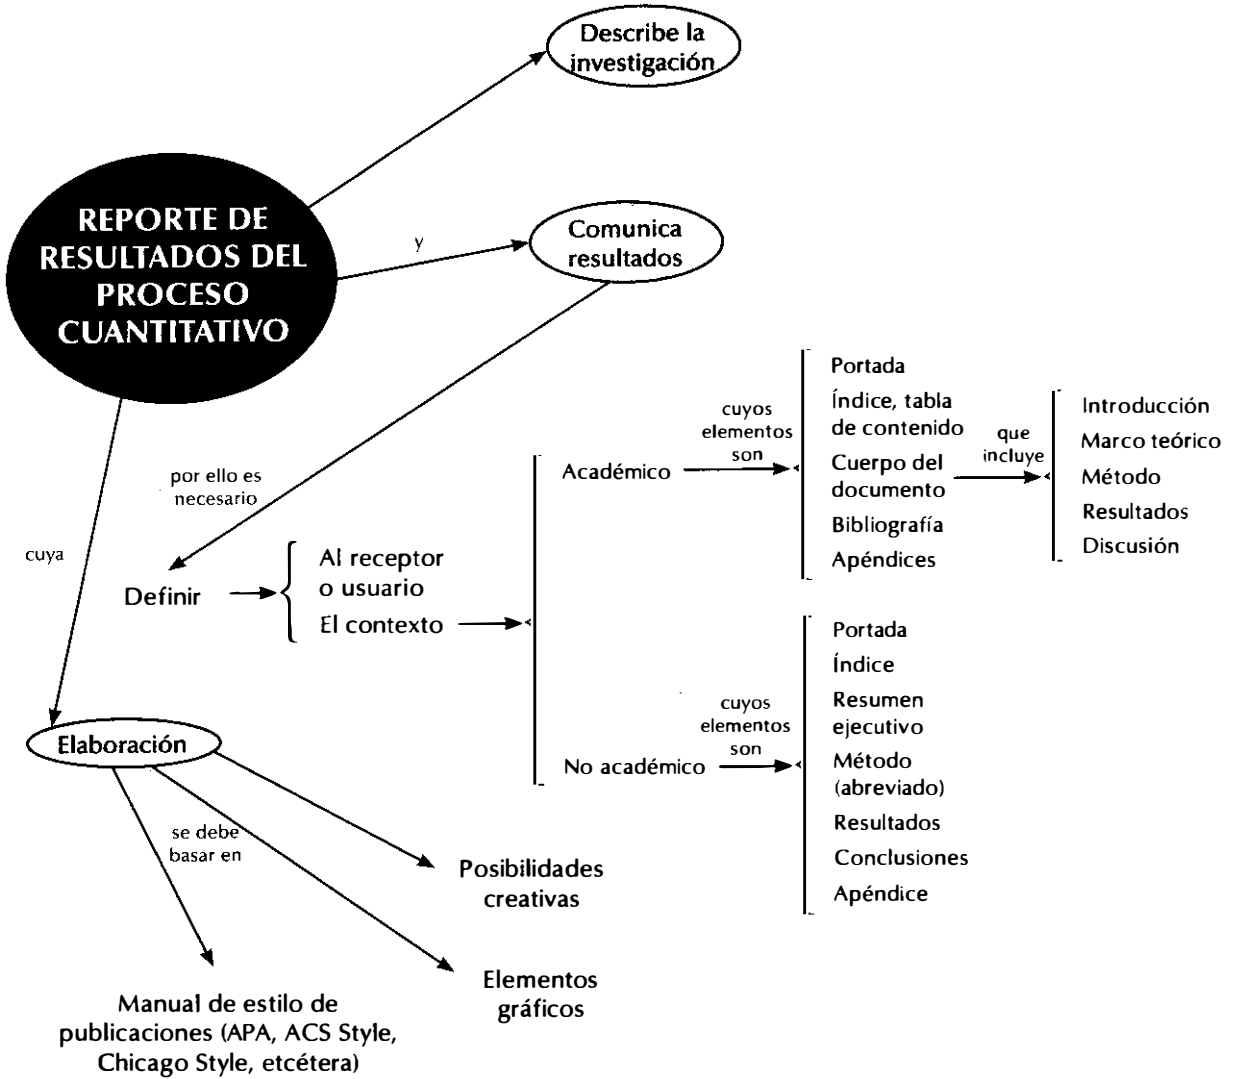 Describe la
investigación
REPORTE DE
RESULTADOS DEL
PROCESO
CUANTITATIVO
y
Comunica
resultados
por ello es
necesario
cuya
Definir
Al receptor
o usuario
El contexto
Académico
cuyos
elementos
son
Portada
Índice, tabla
de contenido
Cuerpo del
documento
Bibliografía
Apéndices
que
incluye
Introducción
Marco teórico
Método
Resultados
Discusión
No académico
cuyos
elementos
son
Portada
Índice
Resumen
ejecutivo
Método
(abreviado)
Resultados
Conclusiones
Apéndice
Elaboración
se debe
basar en
Posibilidades
creativas
Elementos
gráficos
Manual de estilo de
publicaciones (APA, ACS Style,
Chicago Style, etcétera)